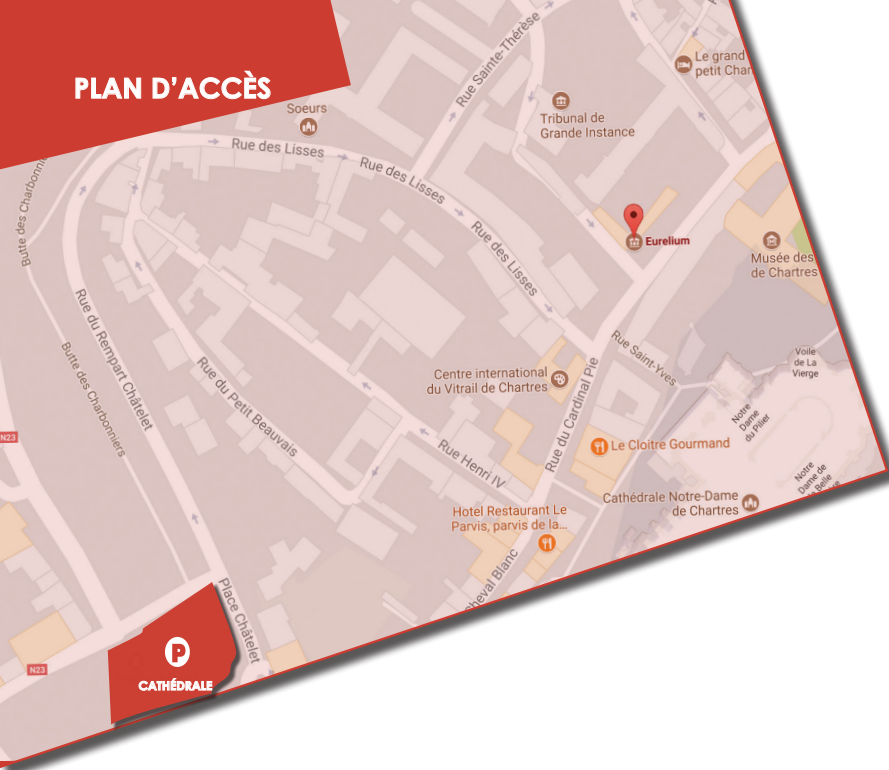 PLAN D'ACCÈS
Soeurs
Rue Sainte-Thérèse
Le grand
petit Char
Tribunal de
Grande Instance
Rue des Lisses
Rue des Lisses
Rue des Lisses
Butte des Charbonni
Eurelium
Musée des
de Chartres
Rue du Rempart Châtelet
Butte des Charbonniers
Rue du Petit Beauvais
Centre international
du Vitrail de Chartres
Rue Saint-Yves
Voile
de La
Vierge
Rue du Cardinal Pie
Notre
Dame
du Pilier
N23
Le Cloitre Gourmand
Rue Henri IV
Notre
Dame de
Belle
Cathédrale Notre-Dame
de Chartres
Hotel Restaurant Le
Parvis, parvis de la...
Cheval Blanc
Place Châtelet
P
CATHÉDRALE
N23